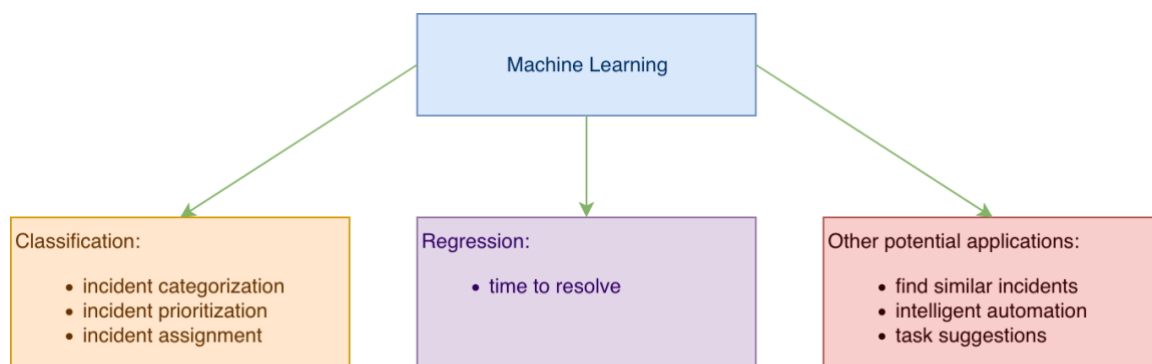 Machine Learning
Classification:
• incident categorization
• incident prioritization
• incident assignment
Regression:
• time to resolve
Other potential applications:
• find similar incidents
• intelligent automation
• task suggestions